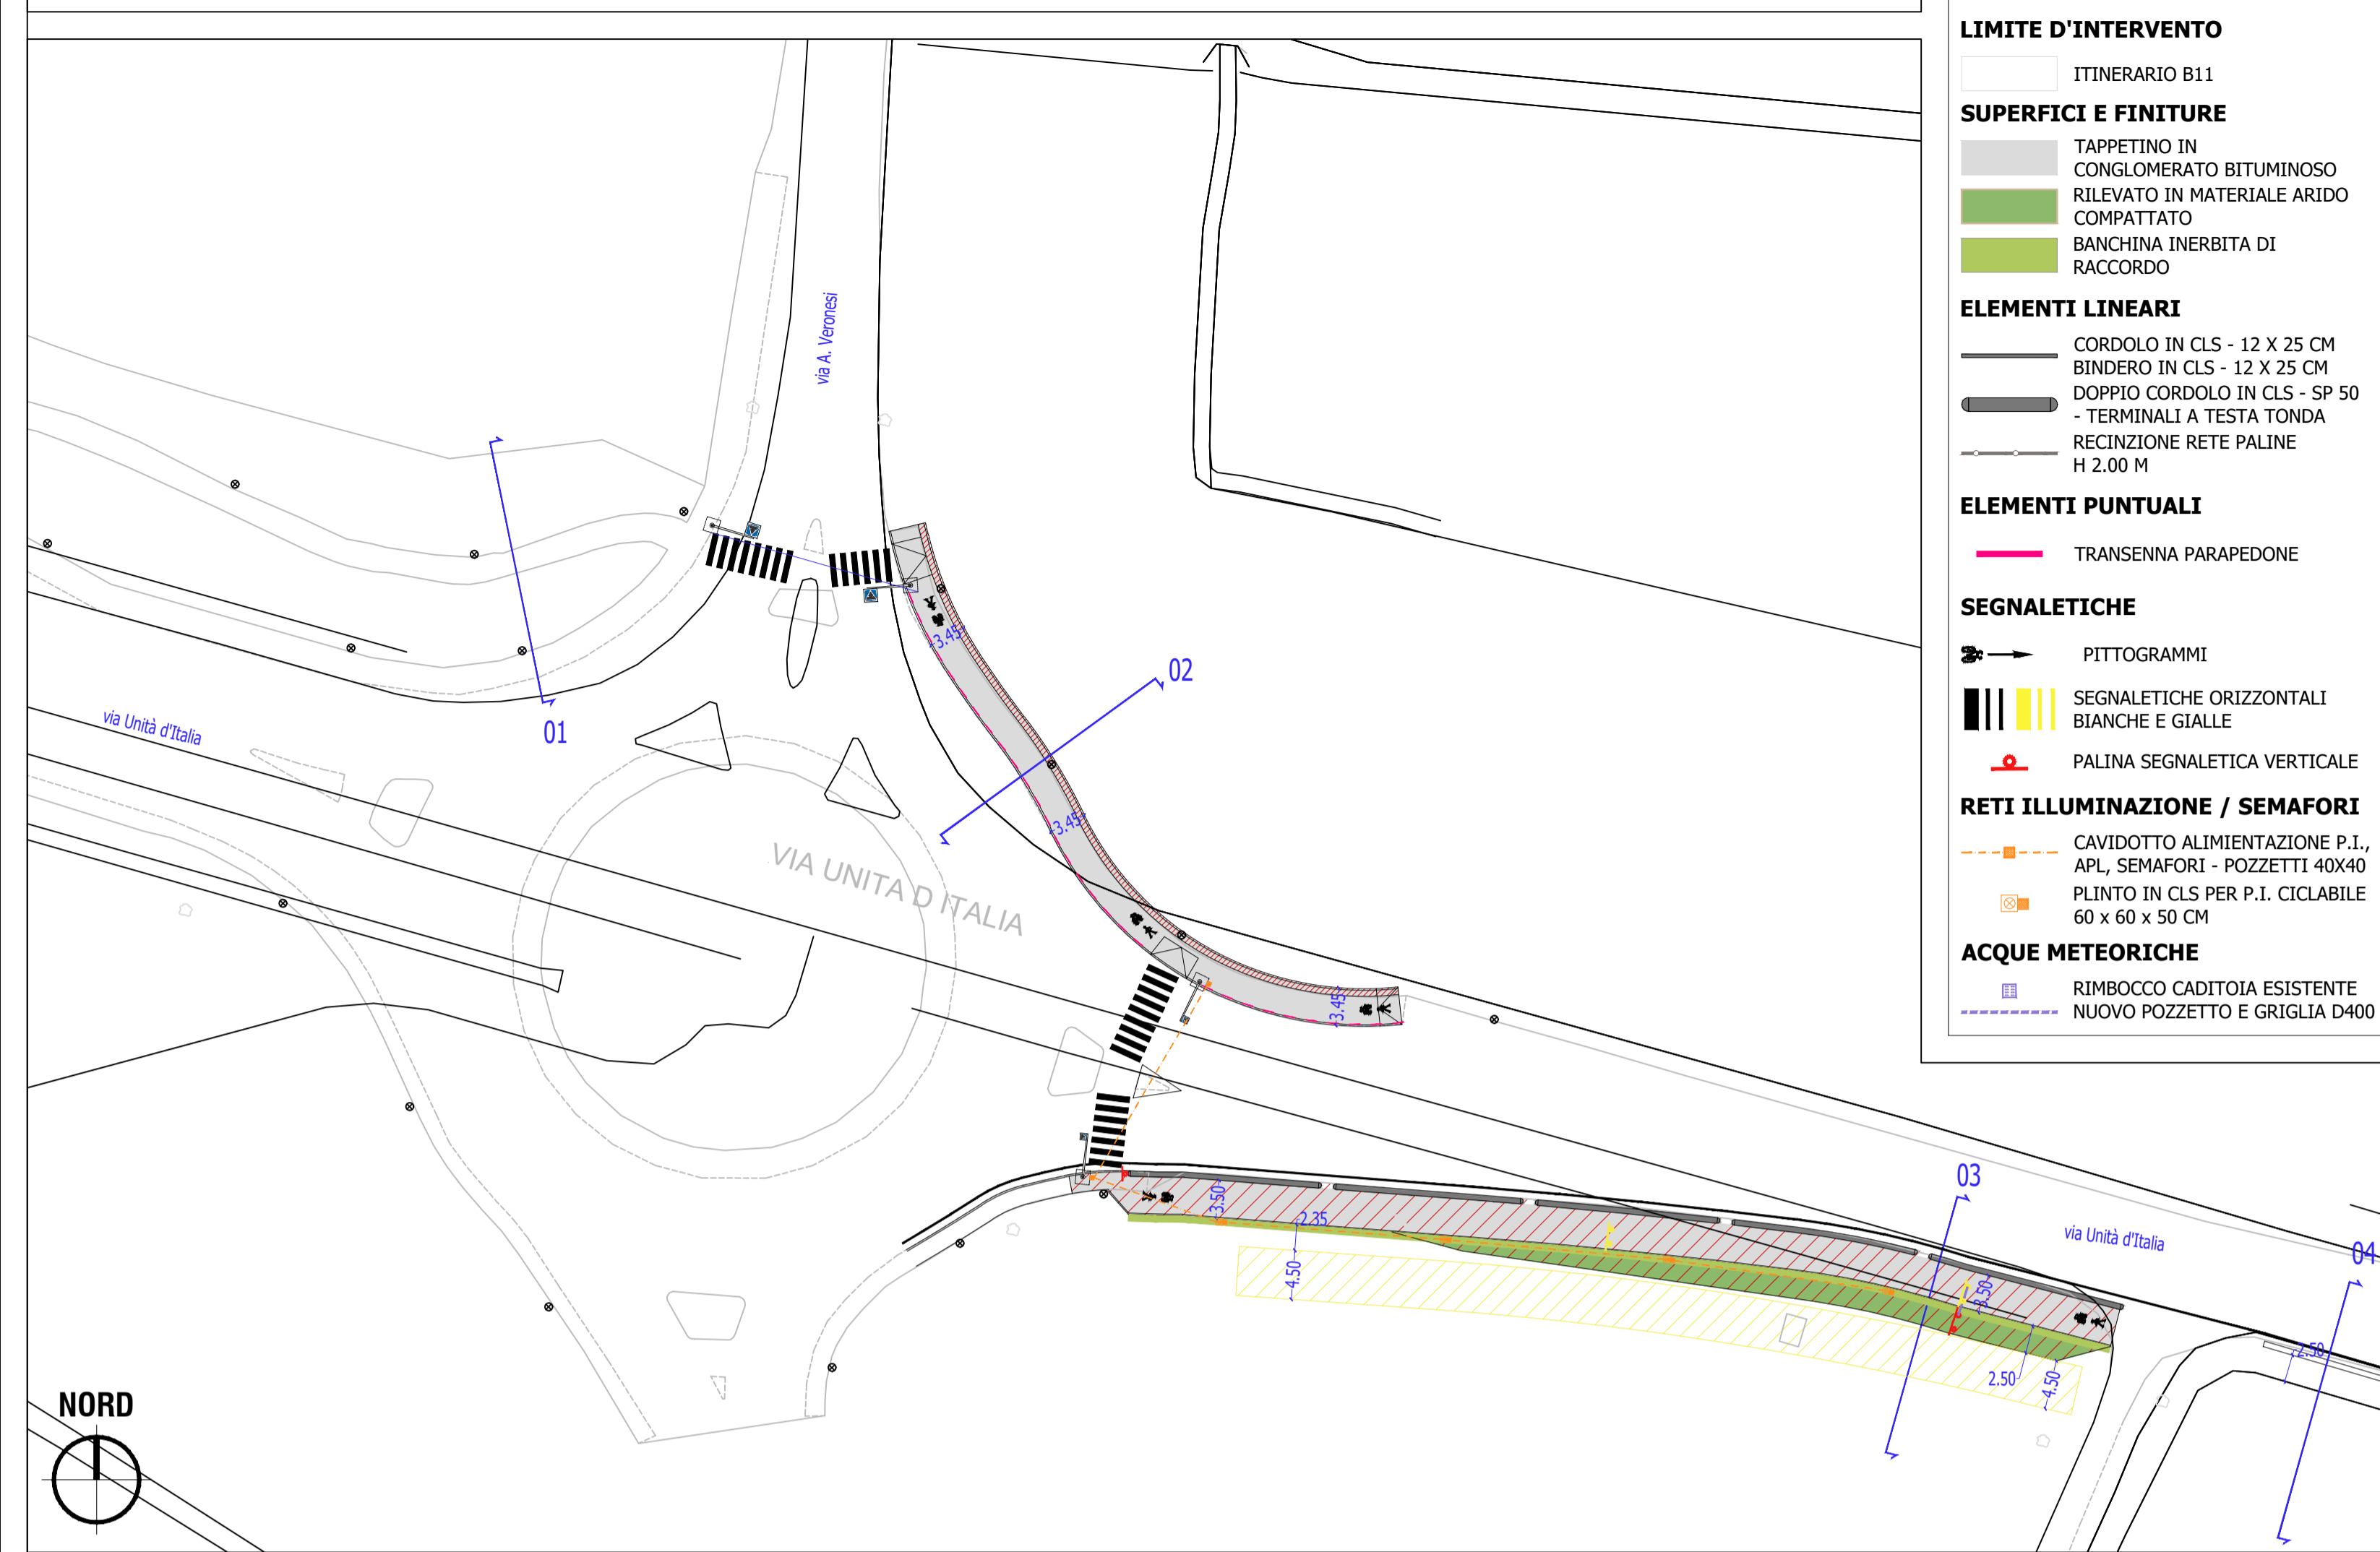 LIMITE D'INTERVENTO
ITINERARIO B11
SUPERFICI E FINITURE
TAPPETINO IN
CONGLOMERATO BITUMINOSO
RILEVATO IN MATERIALE ARIDO
COMPATTATO
BANCHINA INERBITA DI
RACCORDO
ELEMENTI LINEARI
CORDOLO IN CLS - 12 X 25 CM
BINDERO IN CLS - 12 X 25 CM
DOPPIO CORDOLO IN CLS - SP 50
- TERMINALI A TESTA TONDA
RECINZIONE RETE PALINE
H 2.00 M
ELEMENTI PUNTUALI
TRANSENNA PARAPEDONE
SEGNALETICHE
PITTOGRAMMI
SEGNALETICHE ORIZZONTALI
BIANCHE E GIALLE
PALINA SEGNALETICA VERTICALE
RETI ILLUMINAZIONE / SEMAFORI
CAVIDOTTO ALIMIENTAZIONE P.I.,
APL, SEMAFORI - POZZETTI 40X40
PLINTO IN CLS PER P.I. CICLABILE
60 x 60 x 50 CM
ACQUE METEORICHE
RIMBOCCO CADITOIA ESISTENTE
NUOVO POZZETTO E GRIGLIA D400
via A. Veronesi
3.45
02
01
via Unità d'Italia
3.45
VIA UNITA D ITALIA
3.45
03
3.50
2.35
via Unità d'Italia
04
4.50
3.50
2.50
2.50
4.50
NORD